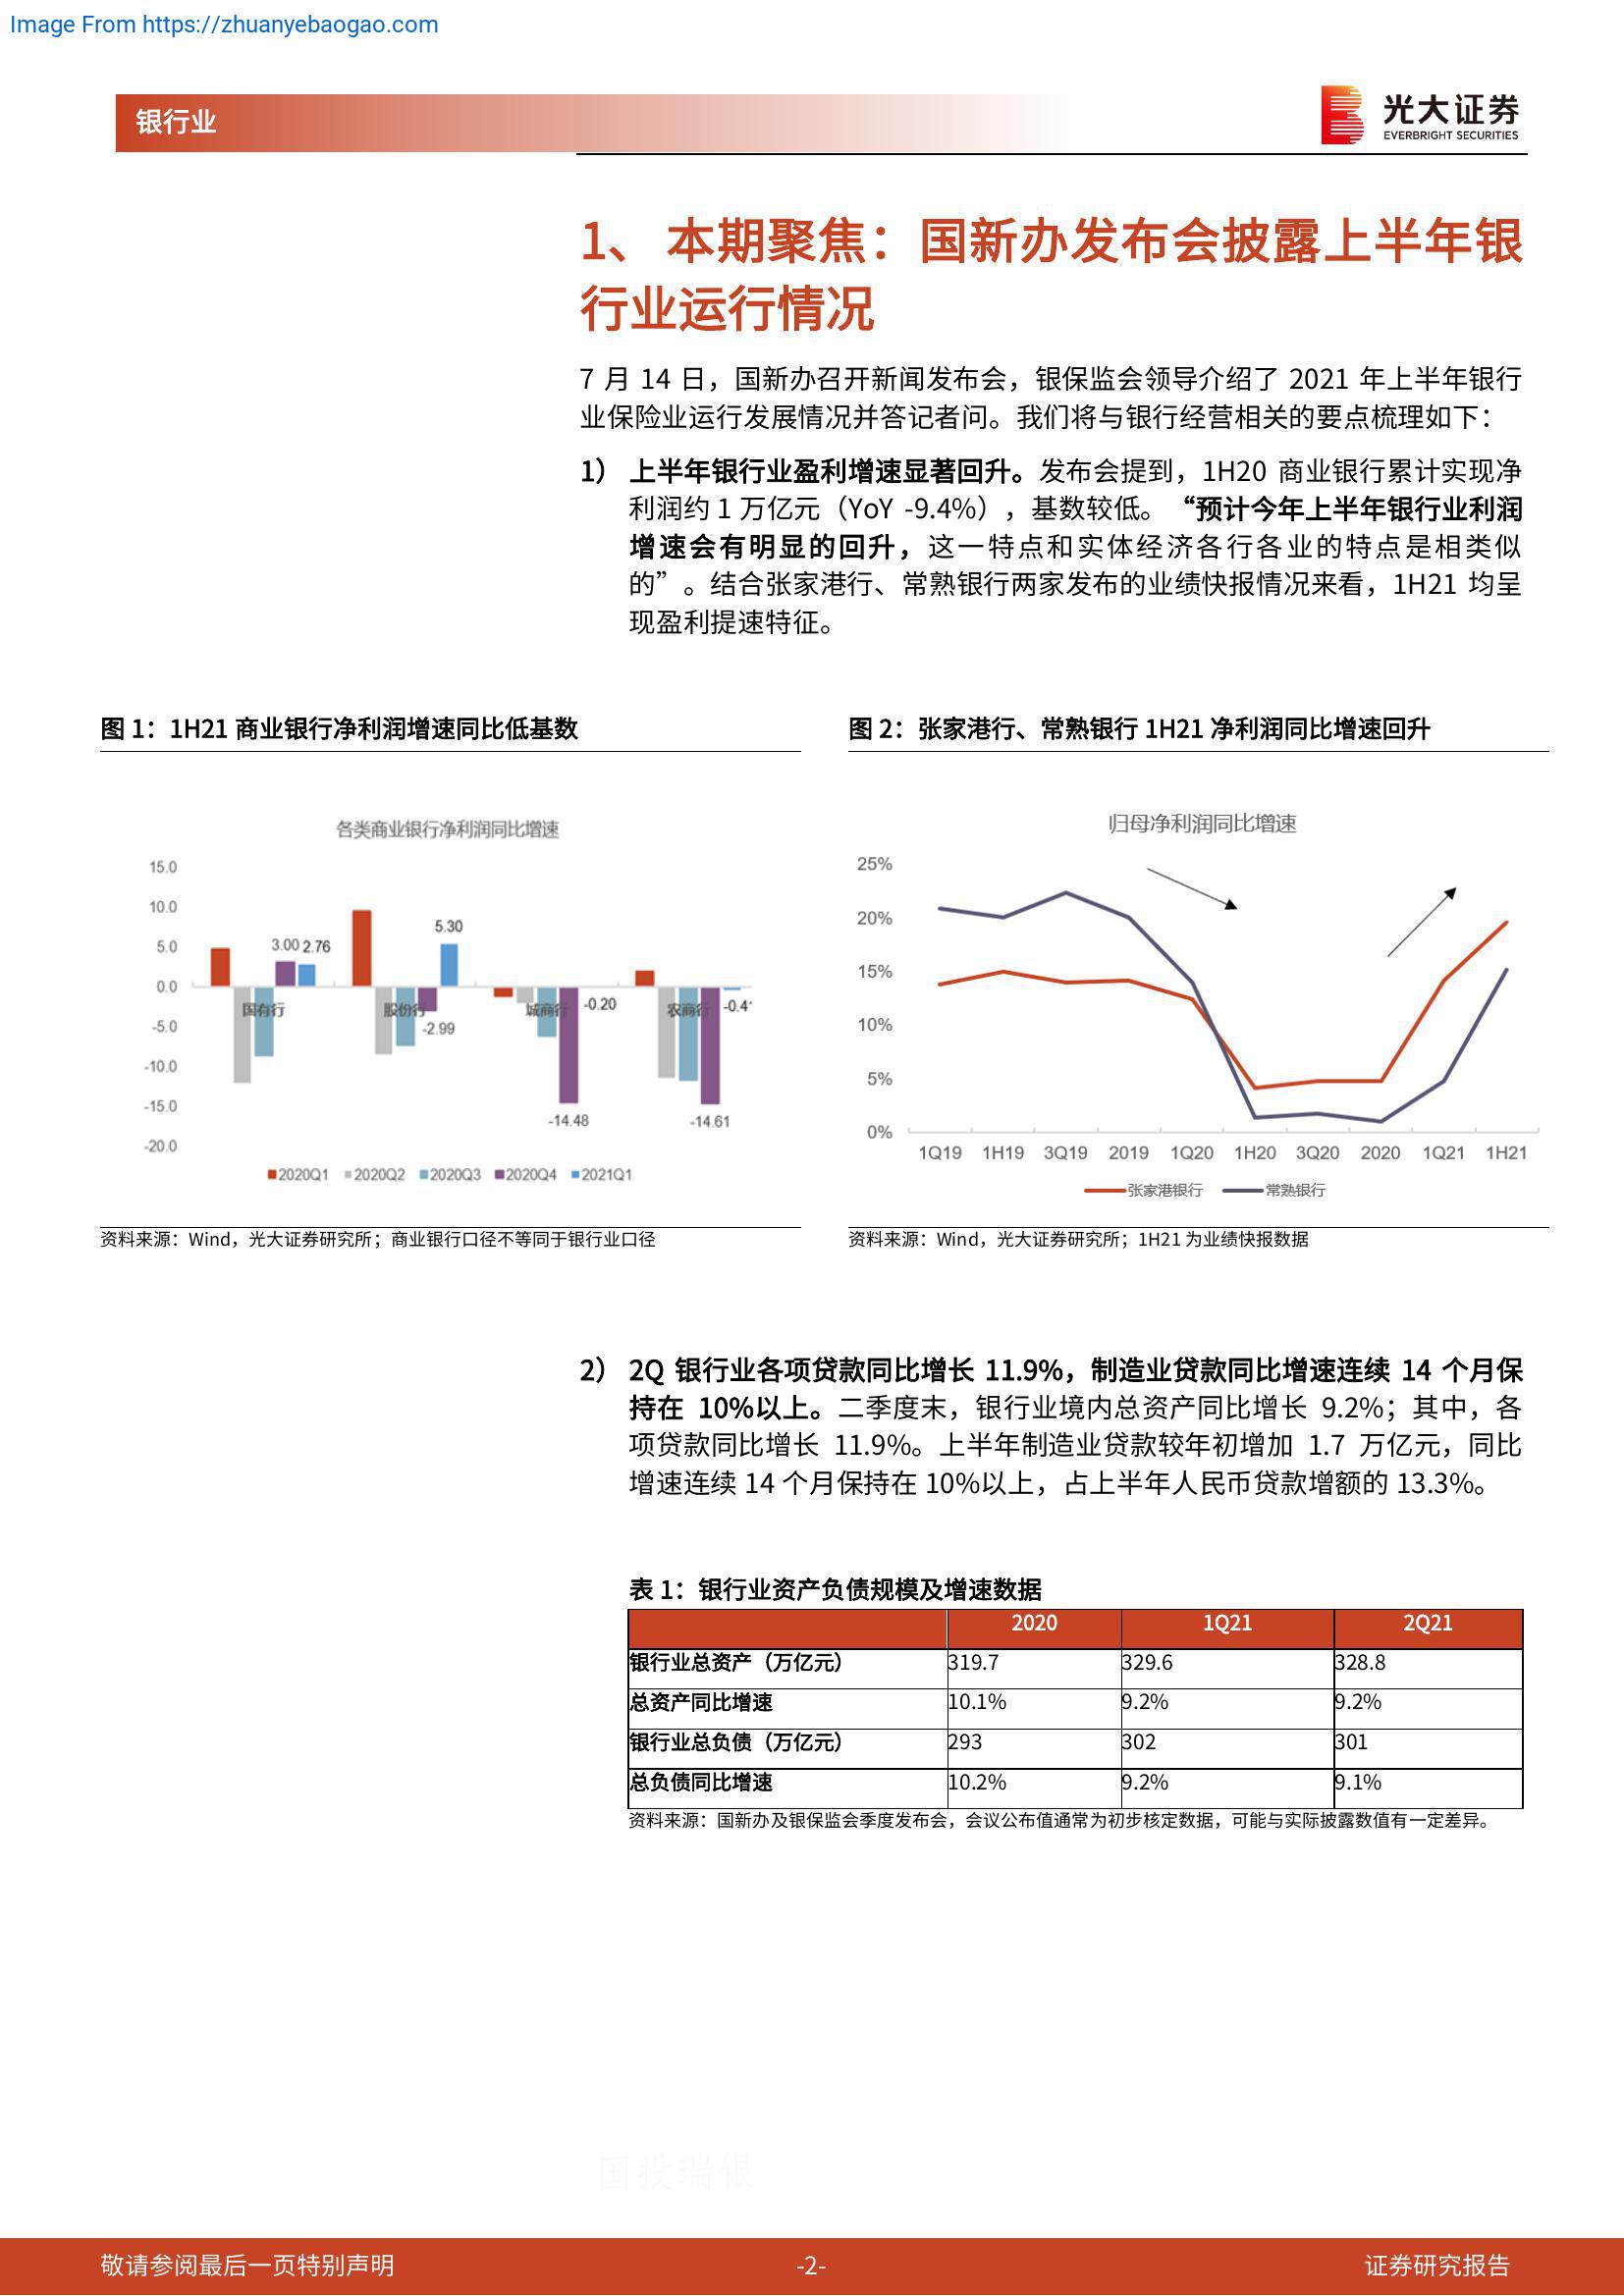 Image From https://zhuanyebaogao.com
银行业
光大证券
EVERBRIGHT SECURITIES
1、 本期聚焦：国新办发布会披露上半年银
行业运行情况
7 月 14 日，国新办召开新闻发布会，银保监会领导介绍了 2021 年上半年银行
业保险业运行发展情况并答记者问。我们将与银行经营相关的要点梳理如下：
1） 上半年银行业盈利增速显著回升。发布会提到，1H20 商业银行累计实现净
利润约 1 万亿元（YoY -9.4%），基数较低。“预计今年上半年银行业利润
增速会有明显的回升，这一特点和实体经济各行各业的特点是相类似
的”。结合张家港行、常熟银行两家发布的业绩快报情况来看，1H21 均呈
现盈利提速特征。
图 1：1H21 商业银行净利润增速同比低基数
各类商业银行净利润同比增速
15.0
10.0
5.0
0.0
-5.0
-10.0
-15.0
-20.0
3.00 2.76
5.30
国有行
股份行
城商行
农商行
-2.99
-0.20
-14.48
-14.61
2020Q1 2020Q2 2020Q3 2020Q4 2021Q1
资料来源：Wind，光大证券研究所；商业银行口径不等同于银行业口径
图 2：张家港行、常熟银行 1H21 净利润同比增速回升
归母净利润同比增速
25%
20%
15%
10%
5%
0%
1Q19 1H19 3Q19 2019 1Q20 1H20 3Q20 2020 1Q21 1H21
张家港银行 常熟银行
资料来源：Wind，光大证券研究所；1H21 为业绩快报数据
2） 2Q 银行业各项贷款同比增长 11.9%，制造业贷款同比增速连续 14 个月保
持在 10%以上。二季度末，银行业境内总资产同比增长 9.2%；其中，各
项贷款同比增长 11.9%。上半年制造业贷款较年初增加 1.7 万亿元，同比
增速连续 14 个月保持在 10%以上，占上半年人民币贷款增额的 13.3%。
表 1：银行业资产负债规模及增速数据
2020 1Q21 2Q21
银行业总资产（万亿元） 319.7 329.6 328.8
总资产同比增速 10.1% 9.2% 9.2%
银行业总负债（万亿元） 293 302 301
总负债同比增速 10.2% 9.2% 9.1%
资料来源：国新办及银保监会季度发布会，会议公布值通常为初步核定数据，可能与实际披露数值有一定差异。
国投瑞银
敬请参阅最后一页特别声明 -2- 证券研究报告